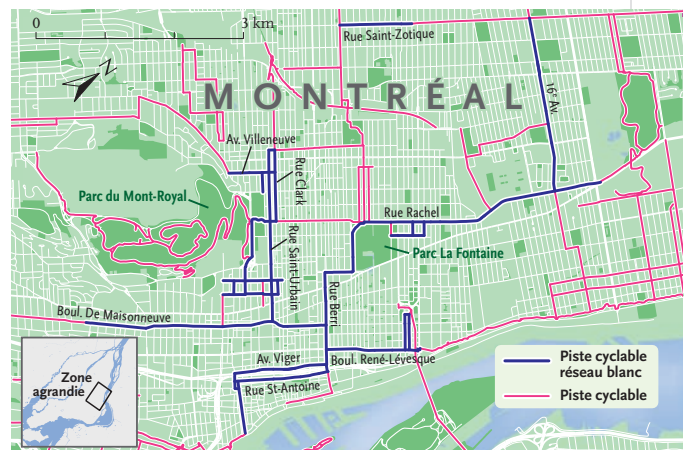 0
3 km
N
Rue Saint-Zotique
MONTRÉAL
16e Av.
Av. Villeneuve
Rue Clark
Parc du Mont-Royal
Rue Rachel
Parc La Fontaine
Rue Saint-Urbain
Rue Berri
Boul. De Maisonneuve
Av. Viger
Boul. René-Lévesque
Rue St-Antoine
Zone
agrandie
Piste cyclable
réseau blanc
Piste cyclable